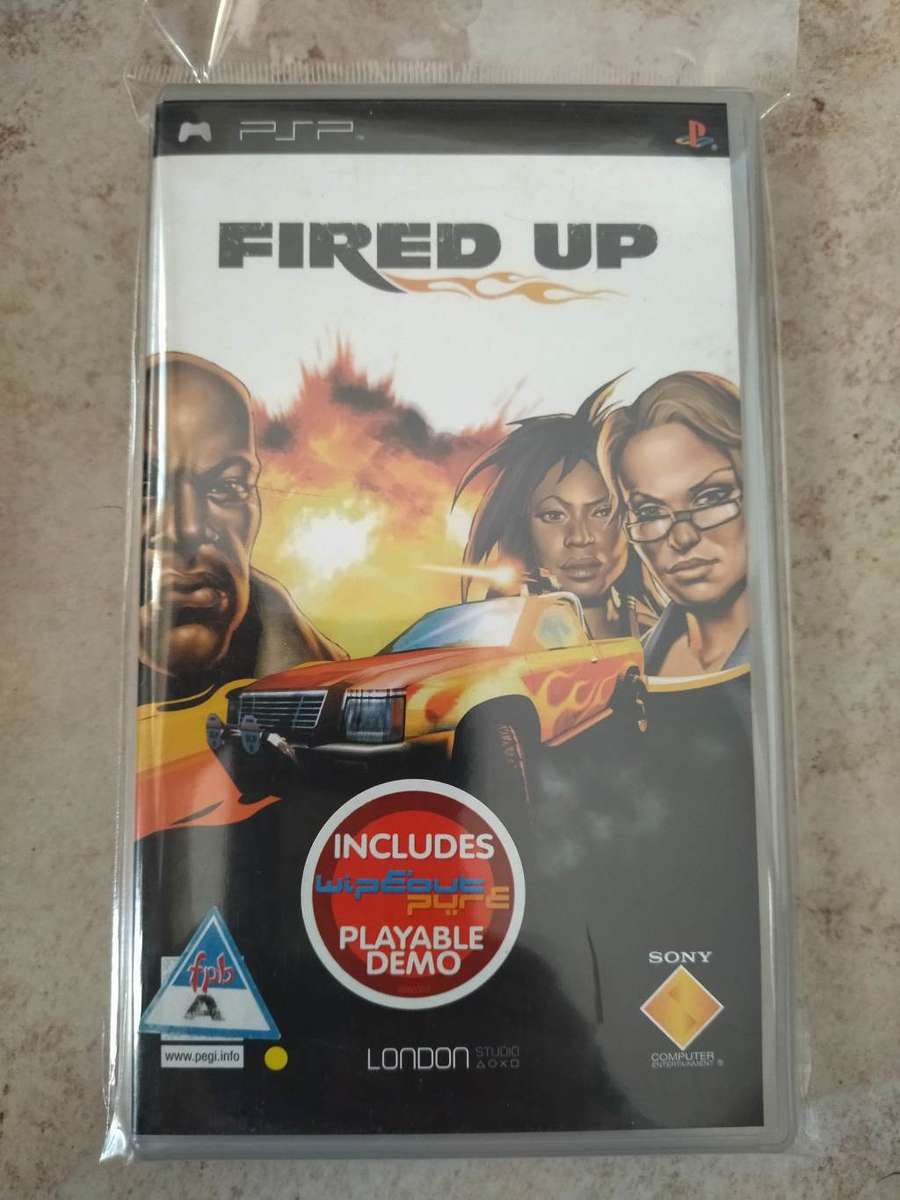 PSP
FIRED UP
INCLUDES
wipEout
pure
PLAYABLE
DEMO
fpb
A
www.pegi.info
LONDON STUDIO
SONY
COMPUTER
ENTERTAINMENT ®